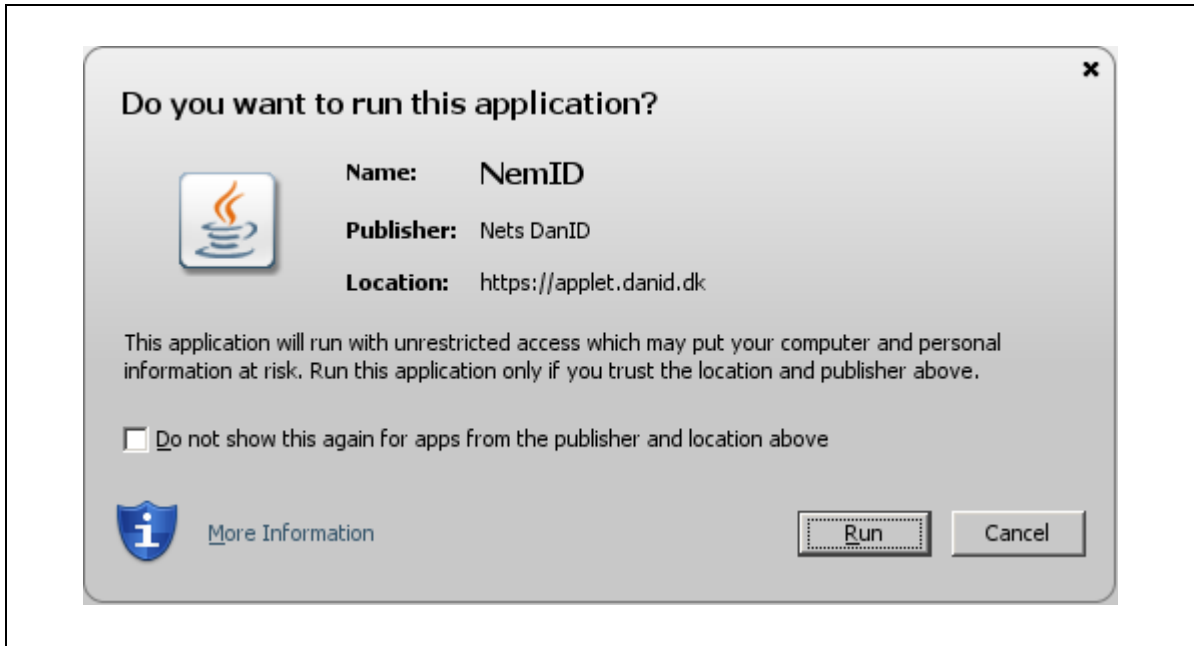 Do you want to run this application?
Name: NemID
Publisher: Nets DanID
Location: https://applet.danid.dk
This application will run with unrestricted access which may put your computer and personal
information at risk. Run this application only if you trust the location and publisher above.
Do not show this again for apps from the publisher and location above
More Information
Run
Cancel